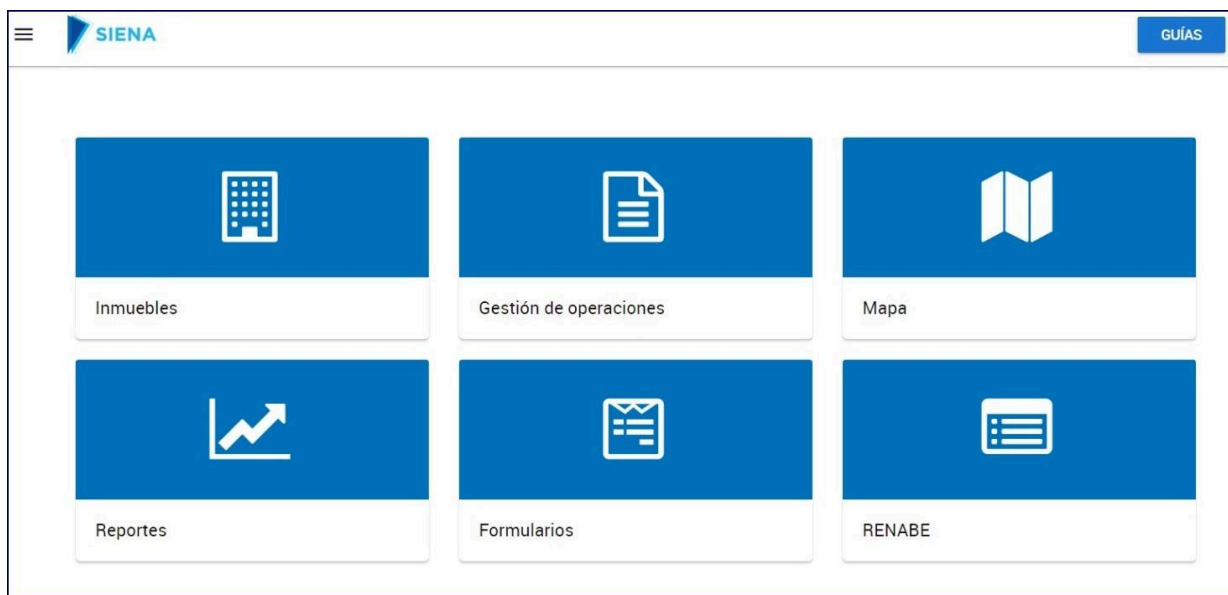 SIENA
GUÍAS
Inmuebles
Gestión de operaciones
Mapa
Reportes
Formularios
RENABE